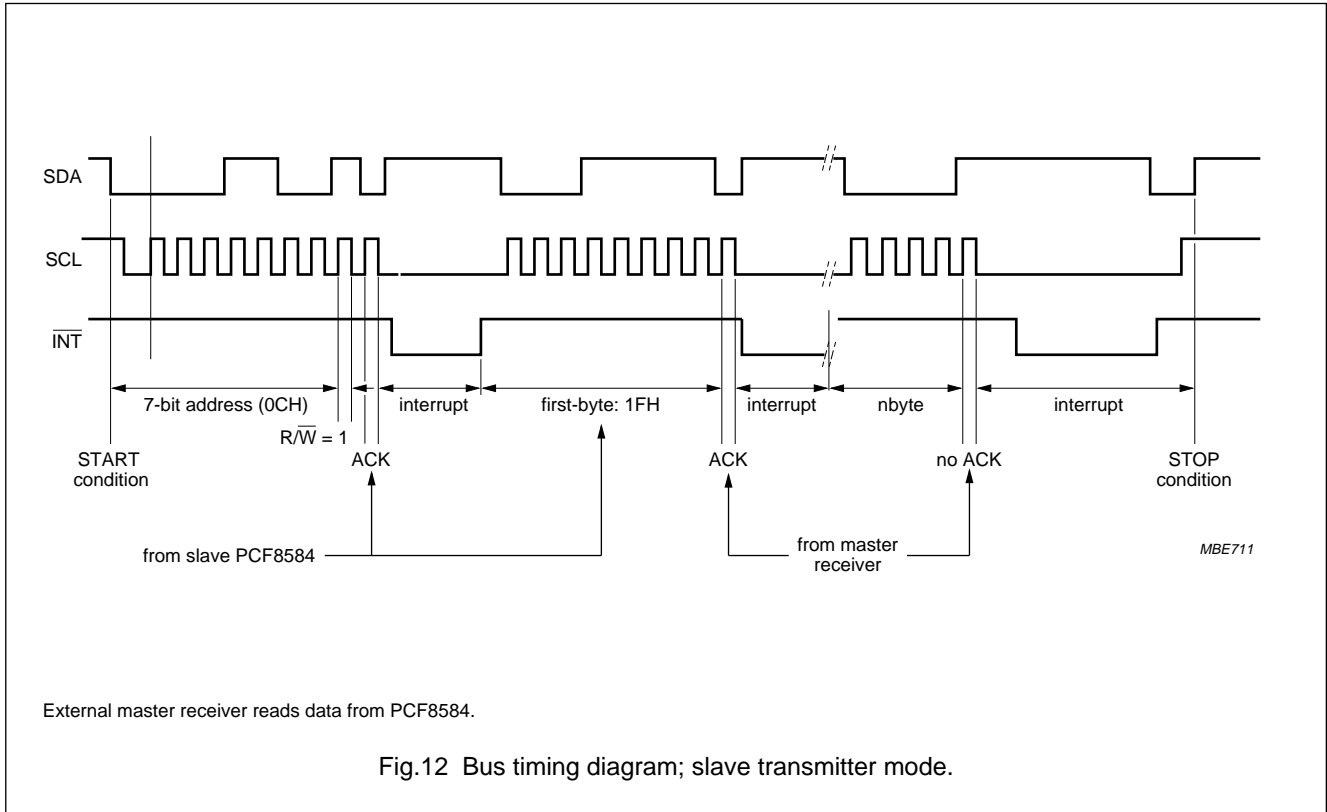 SDA
SCL
INT
7-bit address (0CH)
interrupt
first-byte: 1FH
interrupt
nbyte
interrupt
R/W = 1
START
condition
ACK
ACK
no ACK
STOP
condition
from slave PCF8584
from master
receiver
MBE711
External master receiver reads data from PCF8584.
Fig.12 Bus timing diagram; slave transmitter mode.